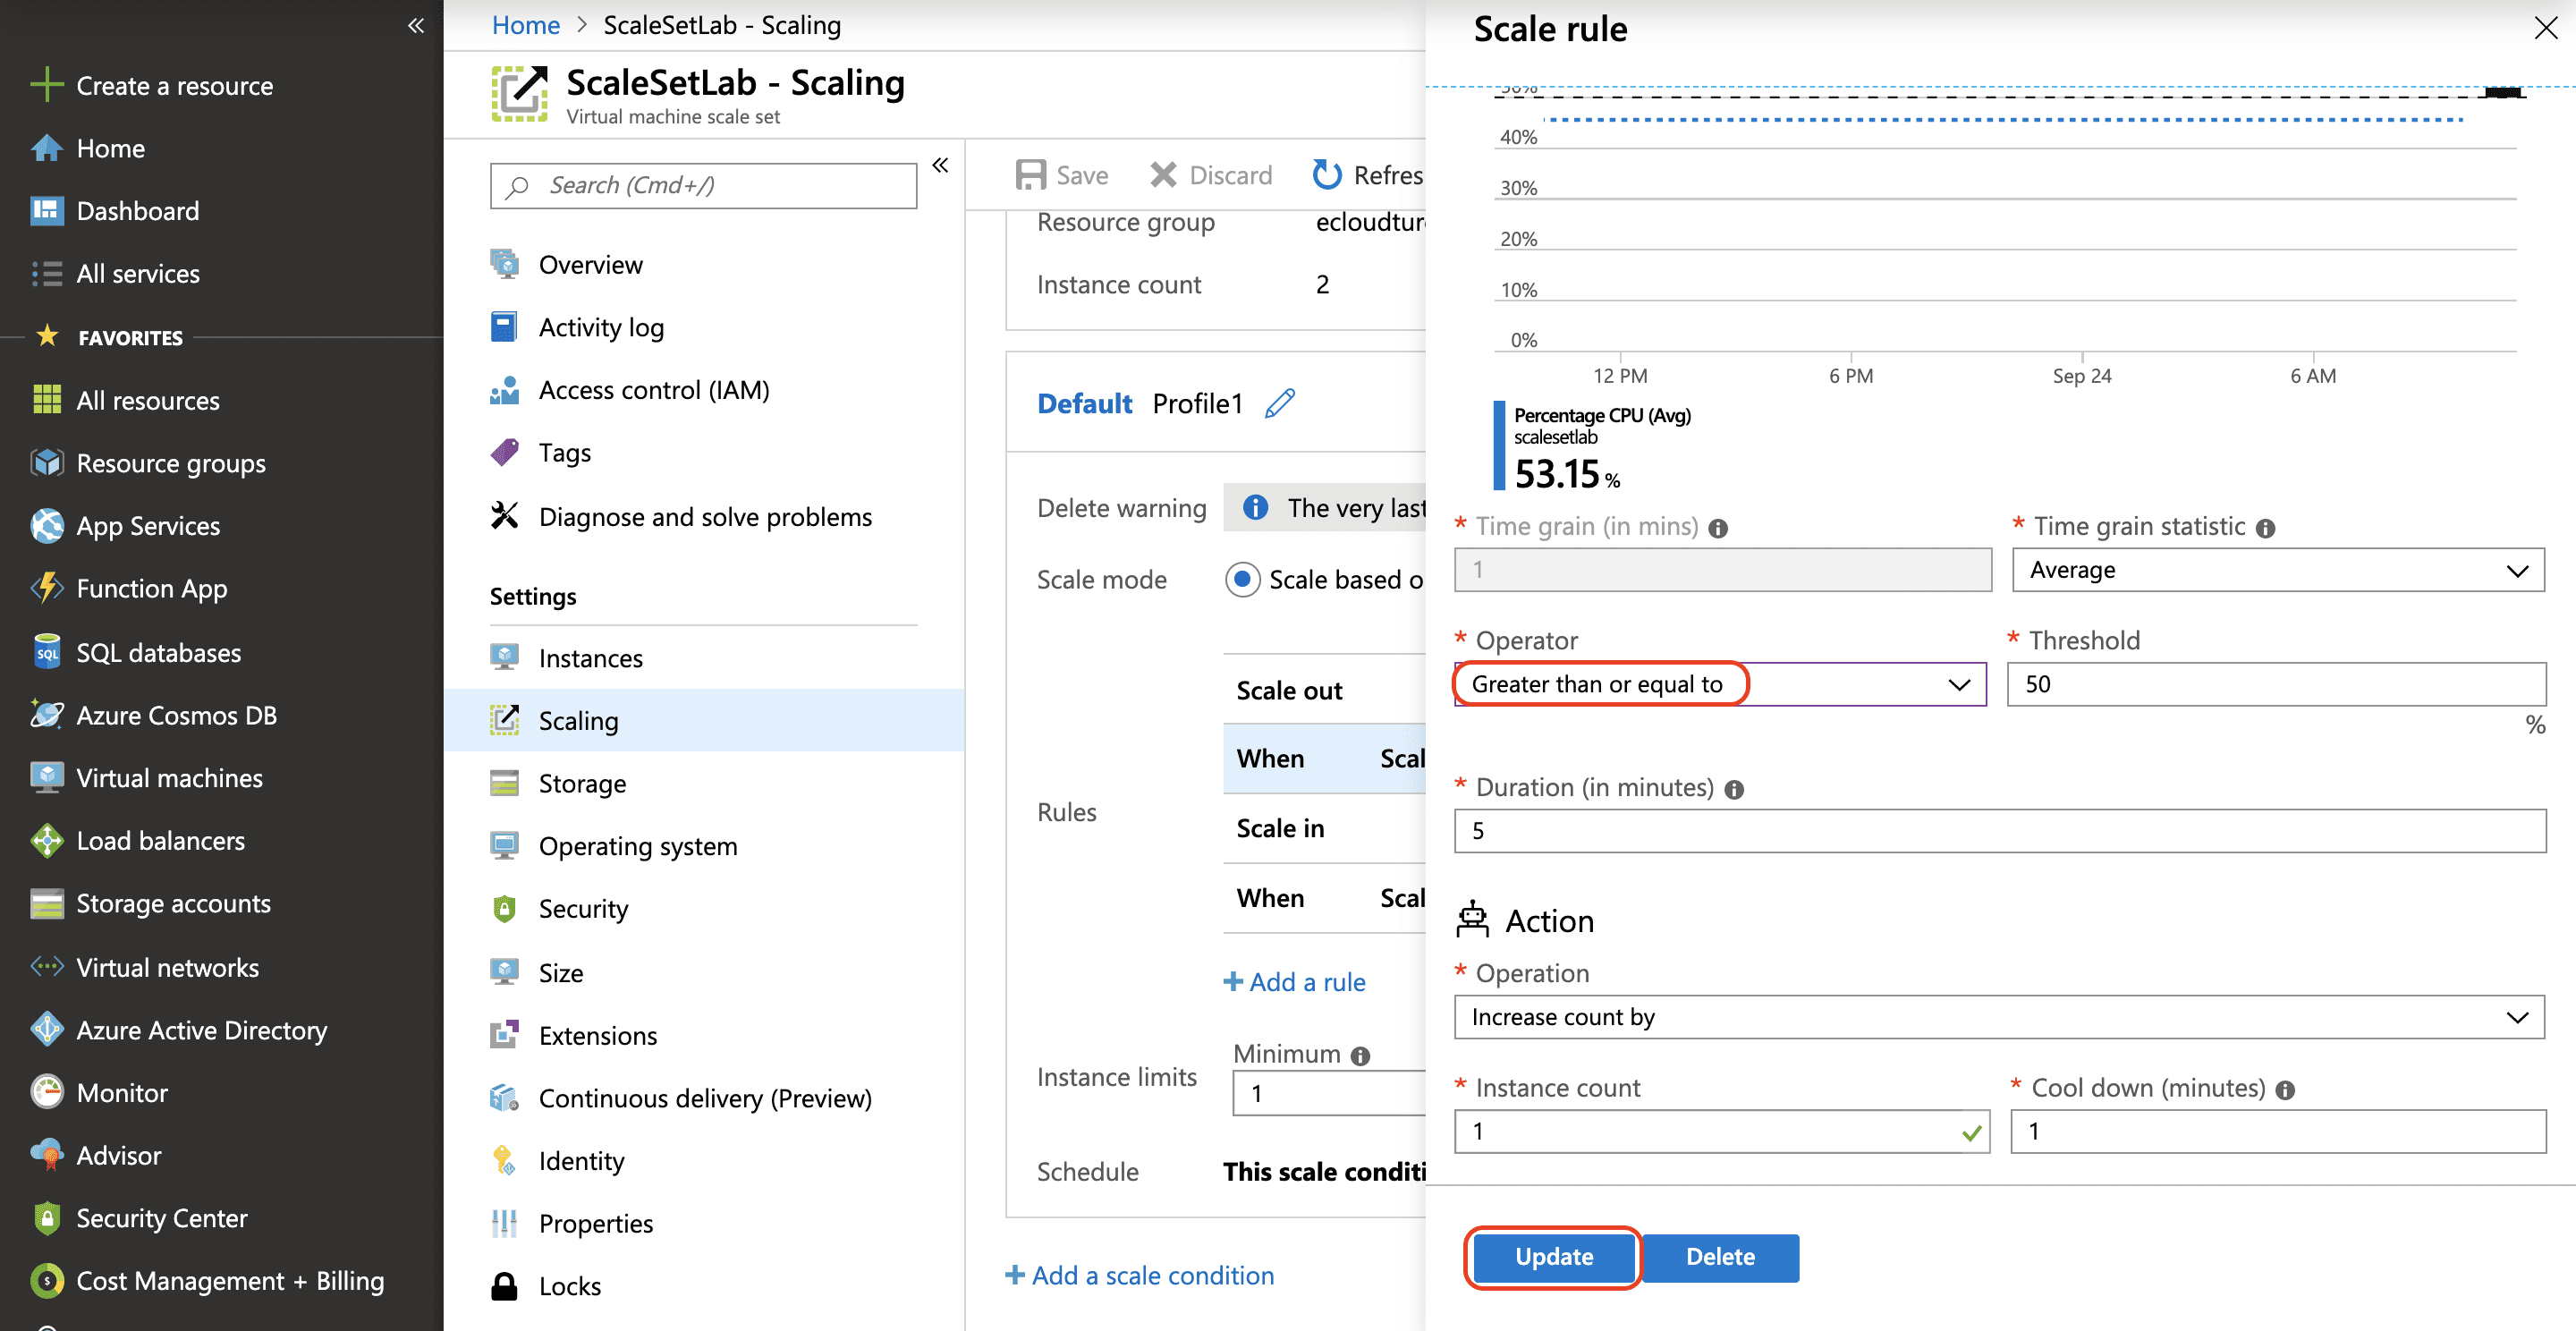 Create a resource
Home
Dashboard
All services
FAVORITES
All resources
Resource groups
App Services
Function App
SQL
SQL databases
Azure Cosmos DB
Virtual machines
Load balancers
Storage accounts
Virtual networks
Azure Active Directory
Monitor
Advisor
Security Center
Cost Management + Billing
Home > ScaleSetLab - Scaling
ScaleSetLab - Scaling
Virtual machine scale set
Search (Cmd+/)
Overview
Activity log
Access control (IAM)
Tags
Diagnose and solve problems
Settings
Instances
Scaling
Storage
Operating system
Security
Size
Extensions
Continuous delivery (Preview)
Identity
Properties
Locks
Save Discard Refres
Resource group ecloudtur
Instance count 2
Default Profile1
Delete warning The very last
Scale mode Scale based o
Rules
Scale out
When Scal
Scale in
When Scal
+ Add a rule
Instance limits
Minimum
1
Schedule This scale conditi
+ Add a scale condition
Scale rule
50%
40%
30%
20%
10%
0%
12 PM 6 PM Sep 24 6 AM
Percentage CPU (Avg)
scalesetlab
53.15 %
* Time grain (in mins)
1
* Time grain statistic
Average
* Operator
Greater than or equal to
* Threshold
50
%
* Duration (in minutes)
5
Action
* Operation
Increase count by
* Instance count
1
* Cool down (minutes)
1
Update Delete